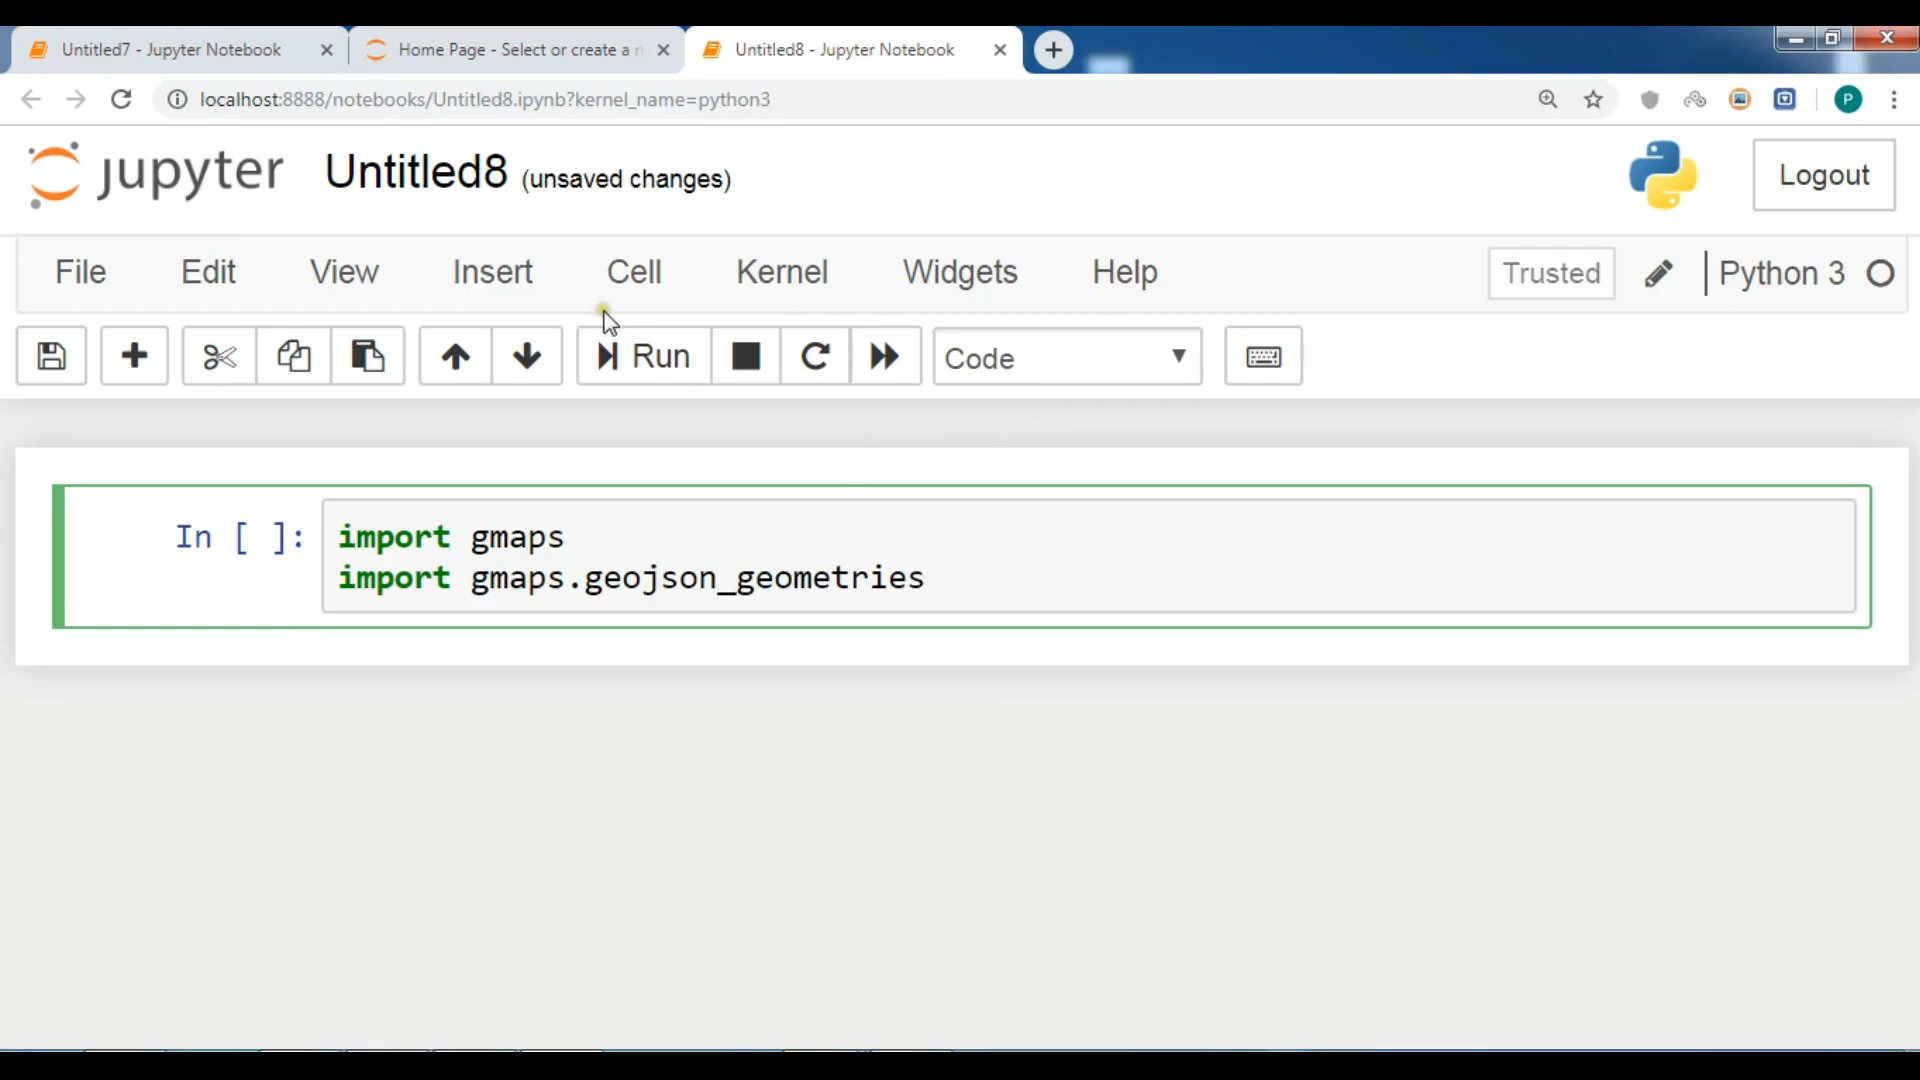 Untitled7 - Jupyter Notebook
Home Page - Select or create a n
Untitled8 - Jupyter Notebook
localhost:8888/notebooks/Untitled8.ipynb?kernel_name=python3
P
jupyter Untitled8 (unsaved changes)
Logout
File Edit View Insert Cell Kernel Widgets Help
Trusted
Python 3
Run
Code
In [ ]: import gmaps
import gmaps.geojson_geometries